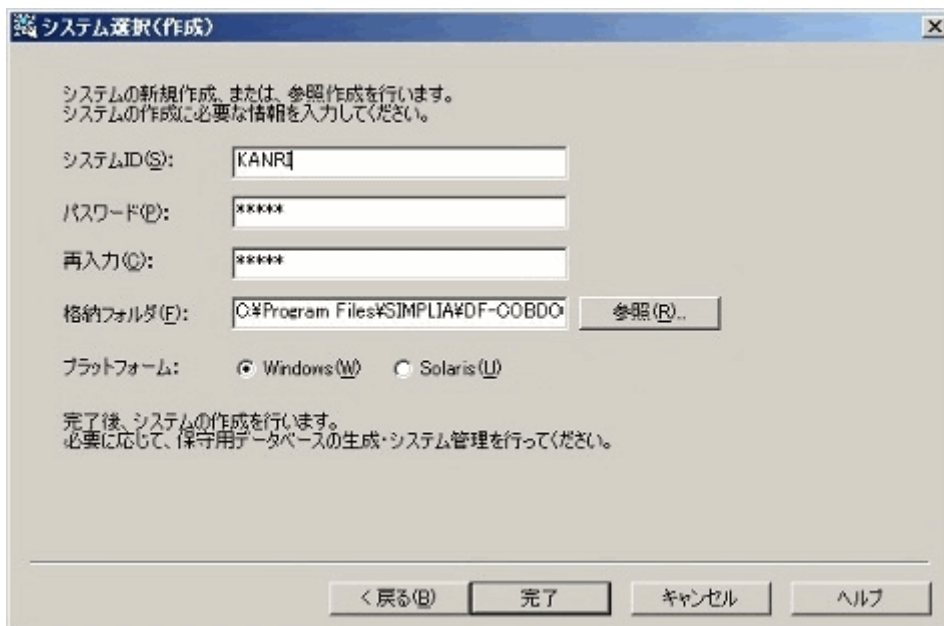 システム選択(作成)
システムの新規作成、または、参照作成を行います。
システムの作成に必要な情報を入力してください。
システムID(S): KANRI
パスワード(P): *****
再入力(C): *****
格納フォルダ(F): C:¥Program Files¥SIMPLIA¥DF-COBDO 参照(R)..
プラットフォーム: Windows(W) Solaris(U)
完了後、システムの作成を行います。
必要に応じて、保守用データベースの生成・システム管理を行ってください。
< 戻る(B) 完了 キャンセル ヘルプ